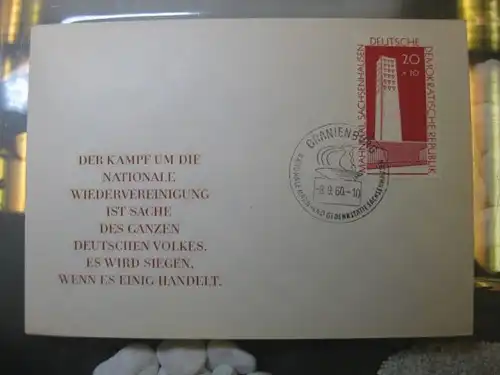 DEUTSCHE
DEMOKRATISCHE REPUBLIK
MAHNMAL SACHSENHAUSEN
20
+10
ORANIENBURG
-8.9.60.-10
DER KAMPF UM DIE
NATIONALE
WIEDERVEREINIGUNG
IST SACHE
DES GANZEN
DEUTSCHEN VOLKES.
ES WIRD SIEGEN,
WENN ES EINIG HANDELT.